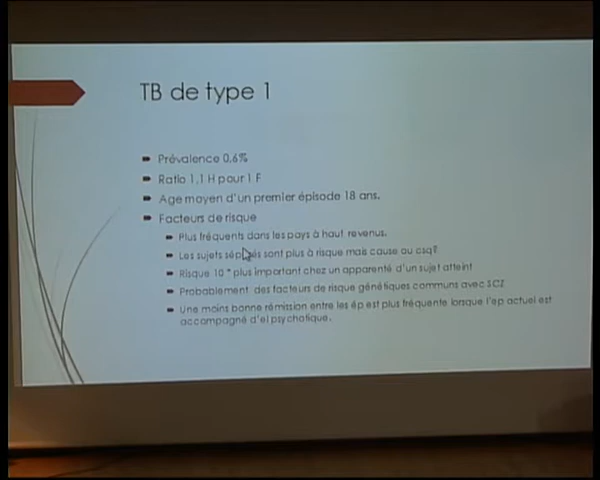 TB de type 1
Prévalence 0,6%
Ratio 1,1 H pour 1 F
Age moyen d'un premier épisode 18 ans.
Facteurs de risque
Plus fréquents dans les pays à haut revenus.
Les sujets séparés sont plus à risque mais cause ou csq?
Risque 10 * plus important chez un apparenté d'un sujet atteint
Probablement des facteurs de risque génétiques communs avec SCZ
Une moins bonne rémission entre les ép est plus fréquente lorsque l'ep actuel est
accompagné d'el psychotique.